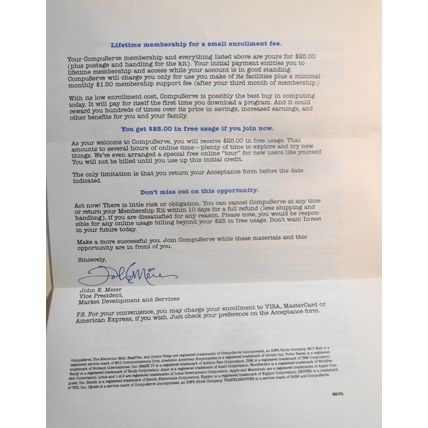 Lifetime membership for a small enrollment fee.
Your CompuServe membership and everything listed above are yours for $25.00
(plus postage and handling for the kit). Your initial payment entitles you to
lifetime membership and access while your account is in good standing.
CompuServe will charge you only for use you make of its facilities plus a minimal
monthly $1.50 membership support fee (after your third month of membership.)
With its low enrollment cost, CompuServe is possibly the best buy in computing
today. It will pay for itself the first time you download a program. And it could
reward you hundreds of times over its price in savings, increased earnings, and
other benefits for you and your family.
You get $25.00 in free usage if you join now.
As your welcome to CompuServe, you will receive $25.00 in free usage. That
amounts to several hours of online time—plenty of time to explore and try new
things. We've even arranged a special free online "tour" for new users like yourself.
You will not be billed until you use up this initial credit.
The only limitation is that you return your Acceptance form before the date
indicated.
Don't miss out on this opportunity.
Act now! There is little risk or obligation. You can cancel CompuServe at any time
or return your Membership Kit within 10 days for a full refund (less shipping and
handling), if you are dissatisfied for any reason. Please note, you would be respon-
sible for any online usage billing beyond your $25 in free usage. Don't wait! Invest
in your future today.
Make a more successful you. Join CompuServe while these materials and this
opportunity are in front of you.
Sincerely,
John E. Meier
Vice President,
Market Development and Services
P.S. For your convenience, you may charge your enrollment to VISA, MasterCard or
American Express, if you wish. Just check your preference on the Acceptance form.